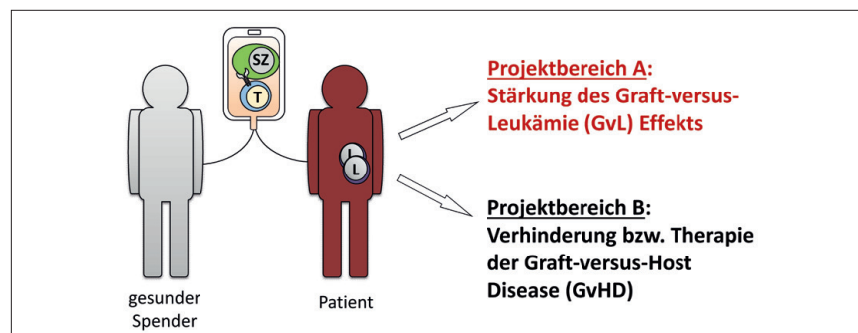 SZ
T
L
L
gesunder
Spender
Patient
Projektbereich A:
Stärkung des Graft-versus-
Leukämie (GvL) Effekts
Projektbereich B:
Verhinderung bzw. Therapie
der Graft-versus-Host
Disease (GvHD)